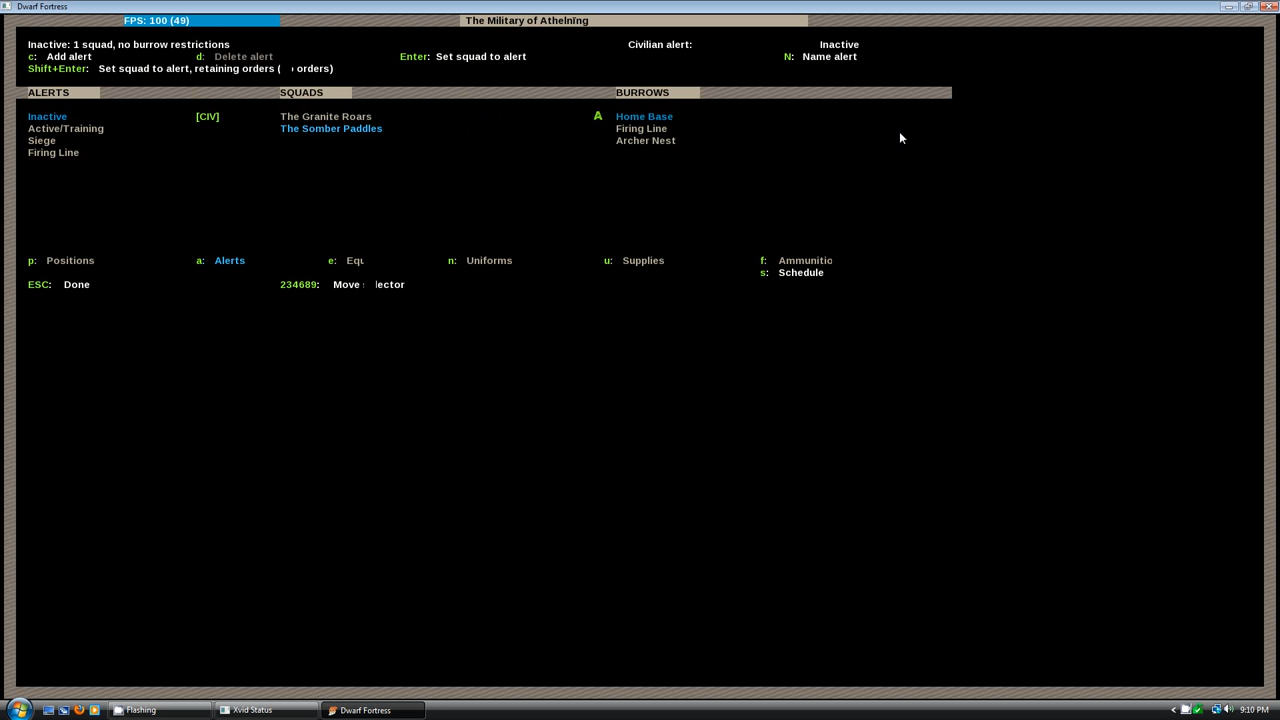 Dwarf Fortress
FPS: 100 (49)
The Military of Athelnïng
Inactive: 1 squad, no burrow restrictions
Civilian alert:
Inactive
c: Add alert
d: Delete alert
Enter: Set squad to alert
N: Name alert
Shift+Enter: Set squad to alert, retaining orders ( orders)
ALERTS
SQUADS
BURROWS
Inactive
[CIV]
The Granite Roars
A Home Base
Active/Training
The Somber Paddles
Firing Line
Siege
Archer Nest
Firing Line
p: Positions
a: Alerts
e: Equ
n: Uniforms
u: Supplies
f: Ammunitio
s: Schedule
ESC: Done
234689: Move lector
Flashing
Xvid Status
Dwarf Fortress
9:10 PM